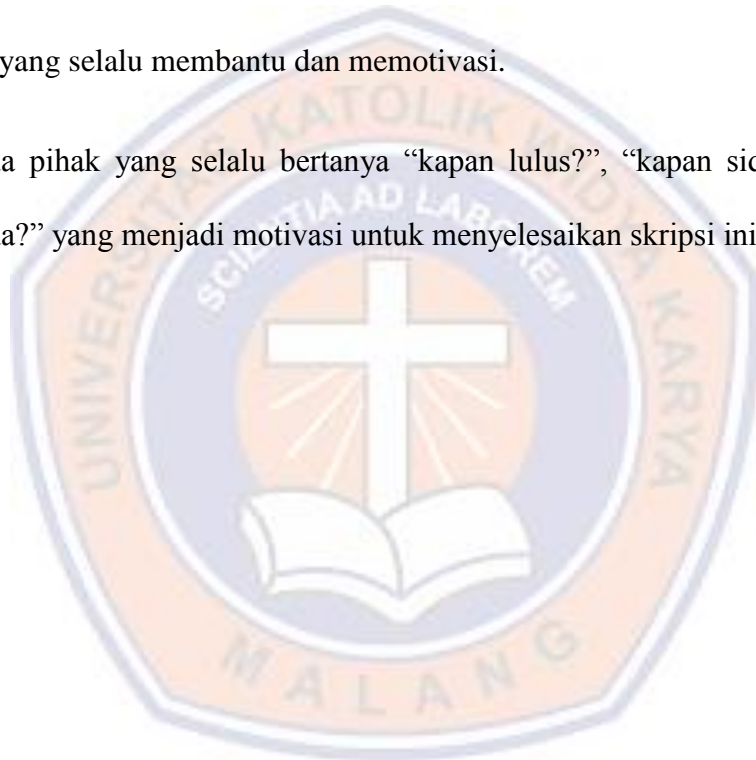 yang selalu membantu dan memotivasi.
pihak yang selalu bertanya “kapan lulus?”, “kapan
yang menjadi motivasi untuk menyelesaikan skripsi ini
UNIVERSITAS KATOLIK WIDYA KARYA
SCIENTIA AD LABOREM
MALANG